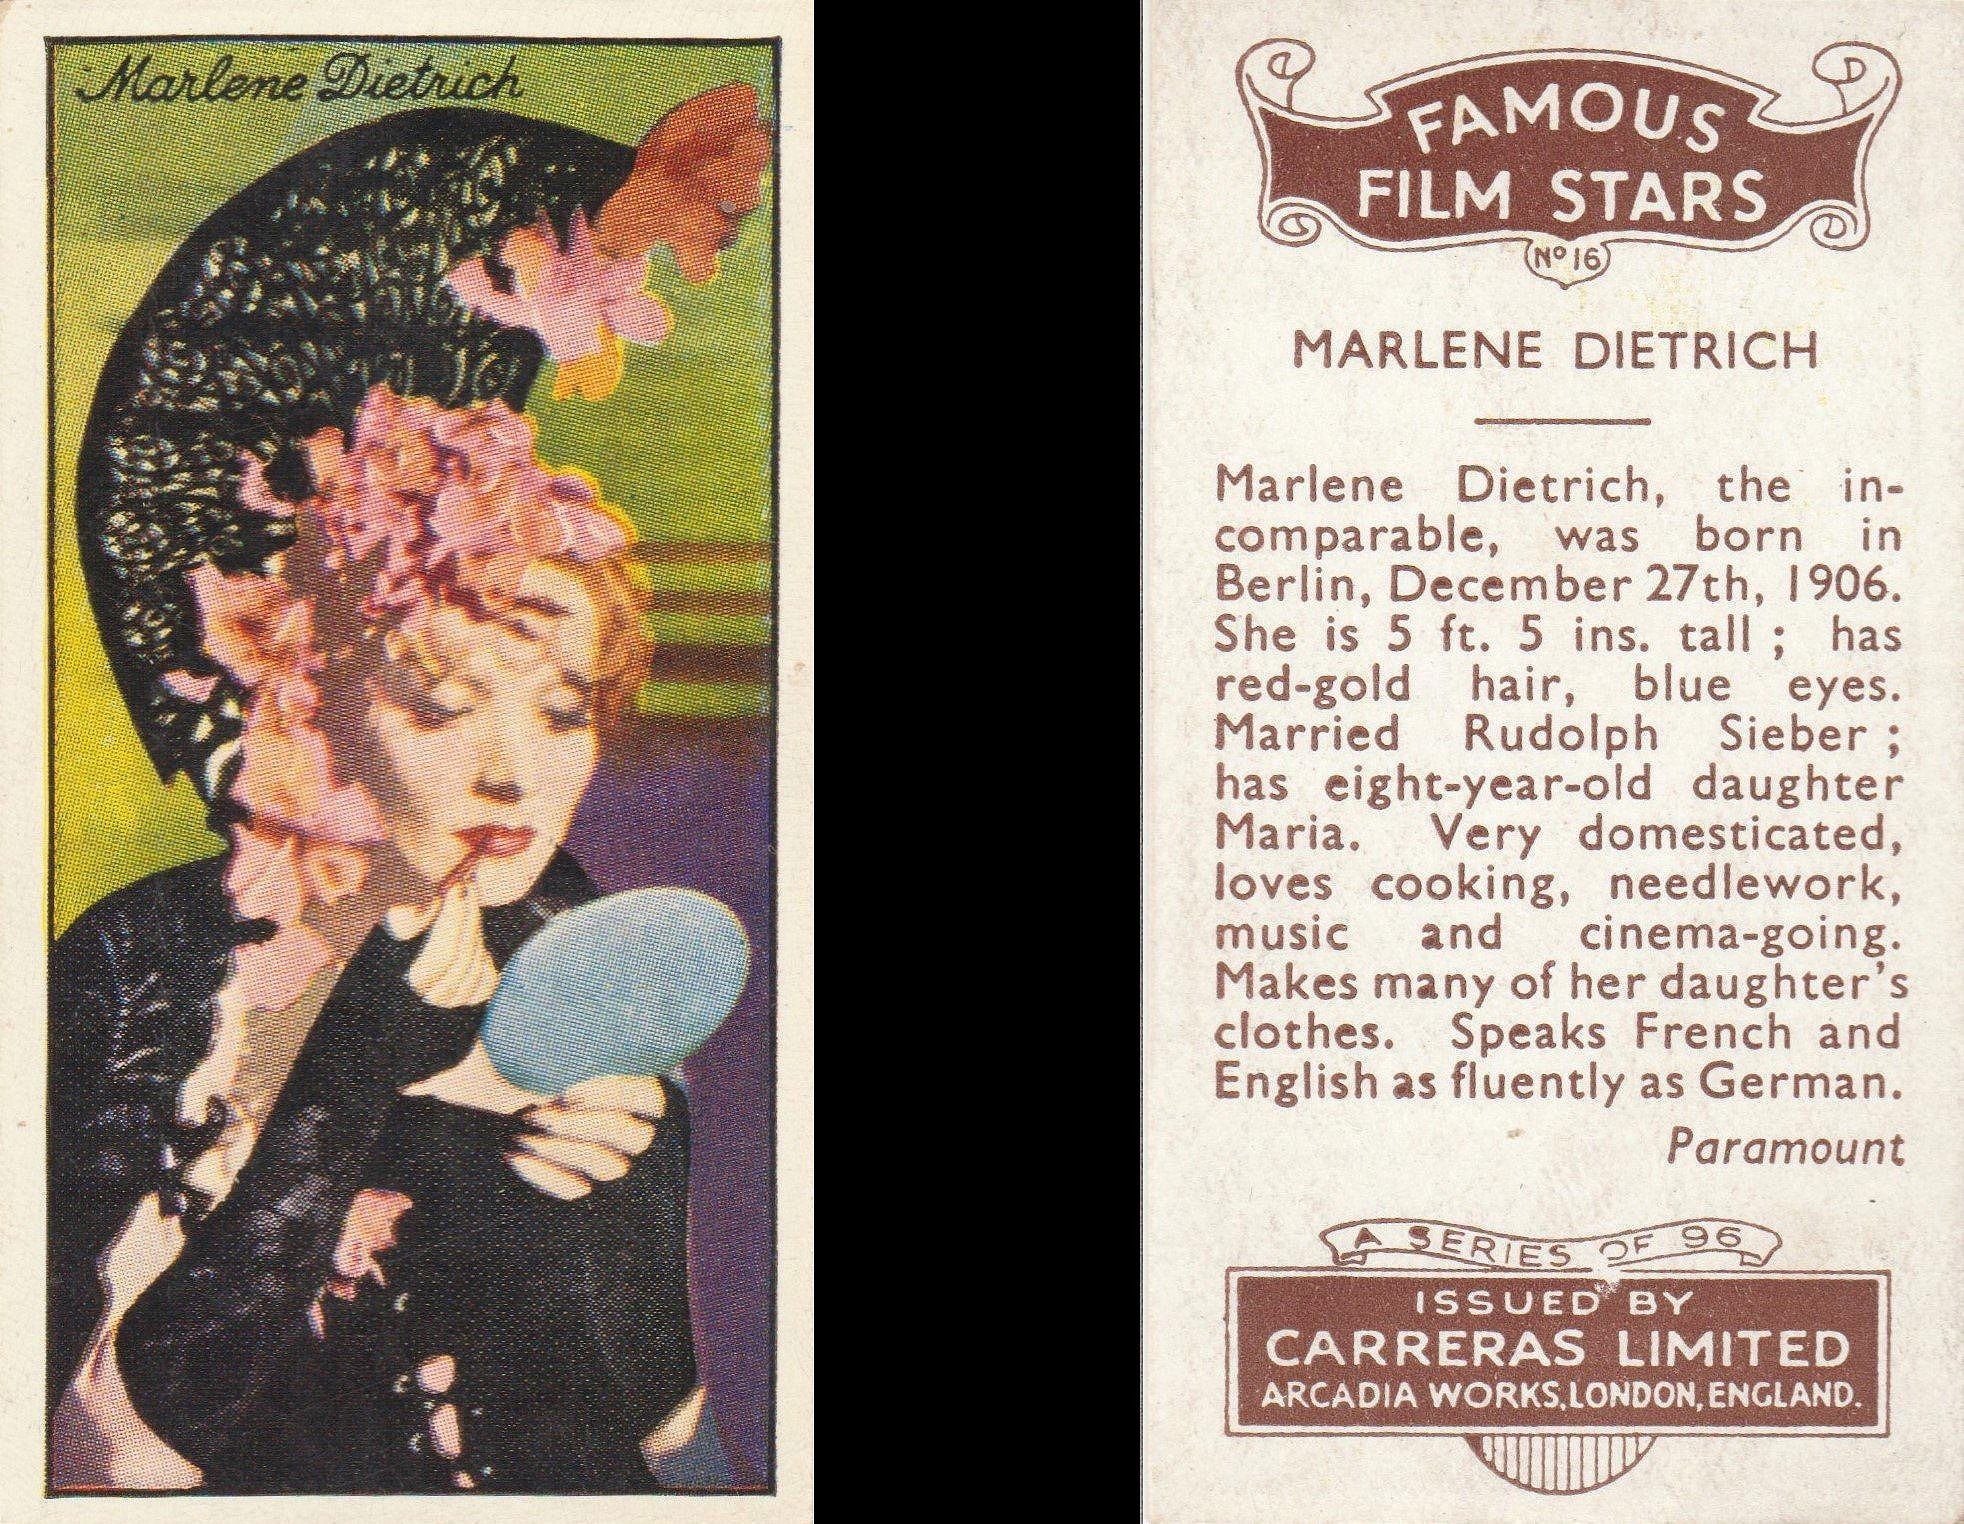 Marlene Dietrich
FAMOUS
FILM STARS
Nº 16
MARLENE DIETRICH
Marlene Dietrich, the in-
comparable, was born in
Berlin, December 27th, 1906.
She is 5 ft. 5 ins. tall ; has
red-gold hair, blue eyes.
Married Rudolph Sieber ;
has eight-year-old daughter
Maria. Very domesticated,
loves cooking, needlework,
music and cinema-going.
Makes many of her daughter's
clothes. Speaks French and
English as fluently as German.
Paramount
A SERIES OF 96
ISSUED BY
CARRERAS LIMITED
ARCADIA WORKS, LONDON, ENGLAND.